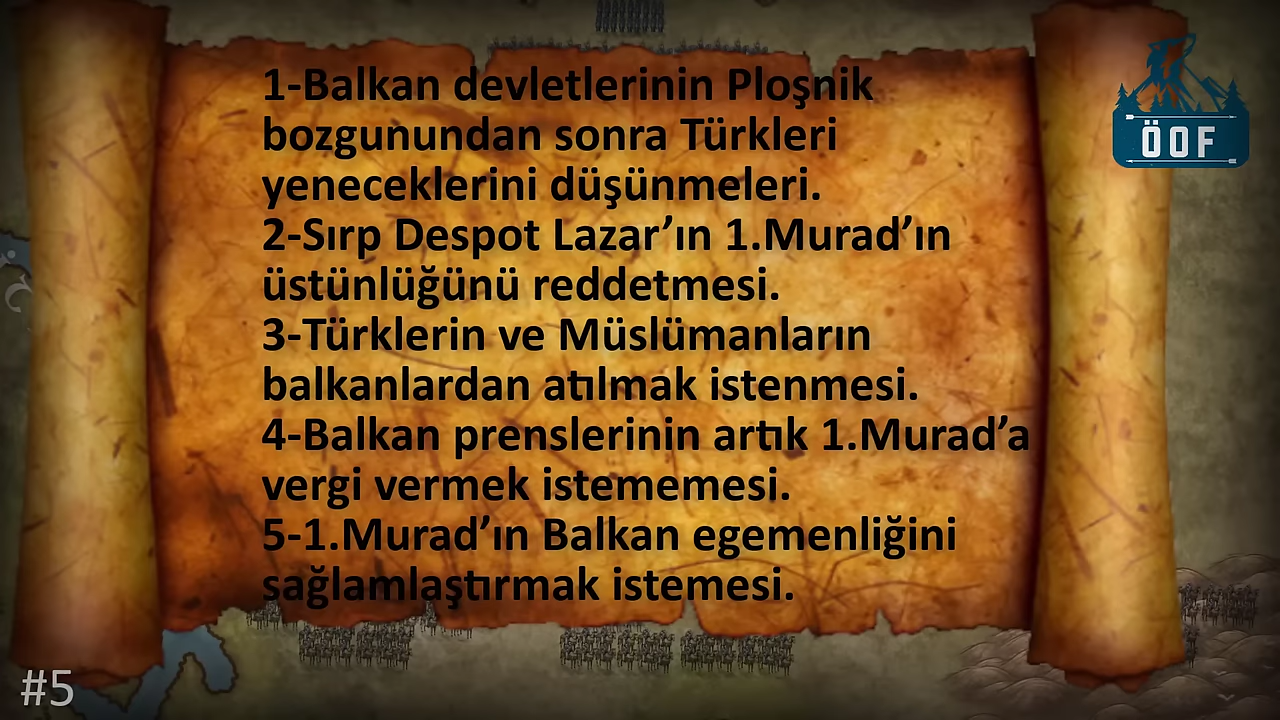 1-Balkan devletlerinin Ploşnik
bozgunundan sonra Türkleri
yeneceklerini düşünmeleri.
2-Sırp Despot Lazar’ın 1.Murad’ın
üstünlüğünü reddetmesi.
3-Türklerin ve Müslümanların
balkanlardan atılmak istenmesi.
4-Balkan prenslerinin artık 1.Murad’a
vergi vermek istememesi.
5-1.Murad’ın Balkan egemenliğini
sağlamlaştırmak istemesi.
ÖOF
#5